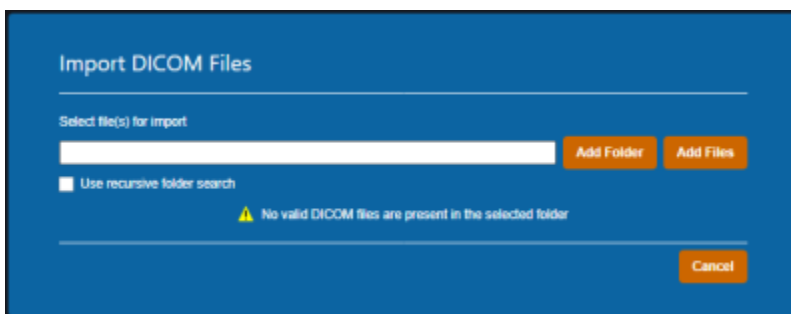 Import DICOM Files
Select file(s) for import
Add Folder Add Files
Use recursive folder search
No valid DICOM files are present in the selected folder
Cancel